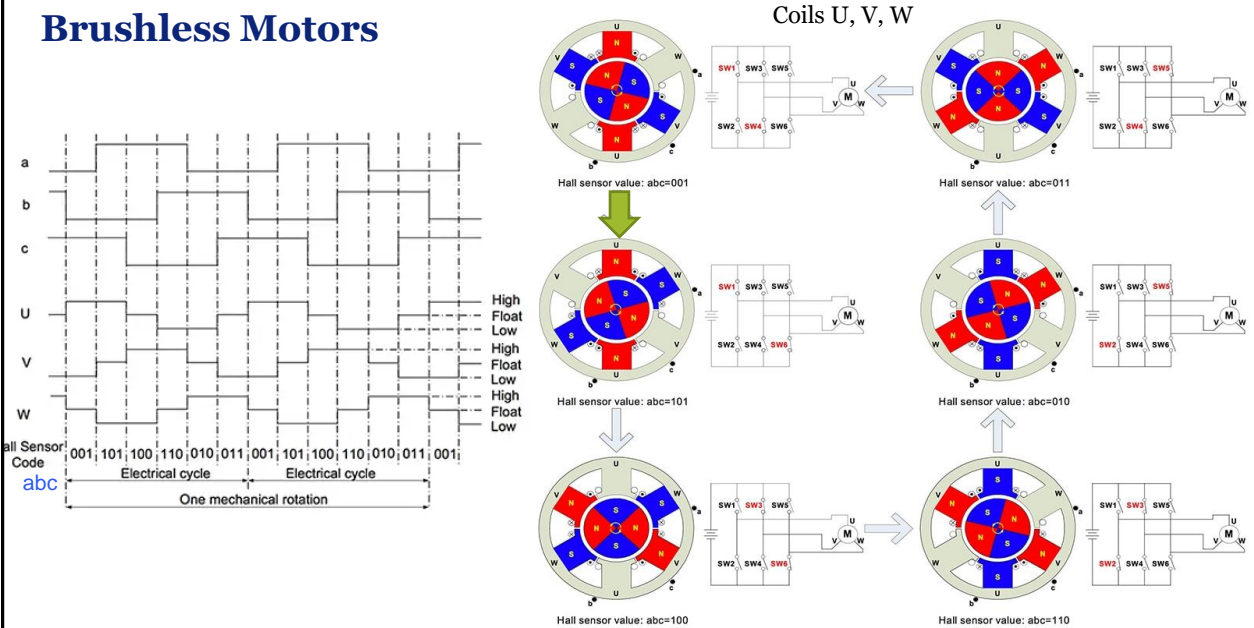 Brushless Motors
Coils U, V, W
a
b
c
U
V
W
High
Float
Low
High
Float
Low
High
Float
Low
all Sensor
Code
abc
001 101 100 110 010 011 001 101 100 110 010 011 001
Electrical cycle Electrical cycle
One mechanical rotation
U
N
V S W
N S
S N
W S V
N
U
a
b
c
SW1 SW3 SW5
SW2 SW4 SW6
U
M
V W
Hall sensor value: abc=001
U
V W
S N
S S
N
N S
W V
U
a
b
c
SW1 SW3 SW5
SW2 SW4 SW6
U
M
V W
Hall sensor value: abc=011
U
N
V W
S
S
N
N
S
S
W V
N
U
a
b
c
SW1 SW3 SW5
SW2 SW4 SW6
U
M
V W
Hall sensor value: abc=101
U
S
V W
N
N
S
S
N
N
W V
S
U
a
b
c
SW1 SW3 SW5
SW2 SW4 SW6
U
M
V W
Hall sensor value: abc=010
U
V W
N S
S
N N
S
S N
W V
U
a
b
c
SW1 SW3 SW5
SW2 SW4 SW6
U
M
V W
Hall sensor value: abc=100
U
S
V W
N
S N
N S
N
W V
S
U
a
b
c
SW1 SW3 SW5
SW2 SW4 SW6
U
M
V W
Hall sensor value: abc=110